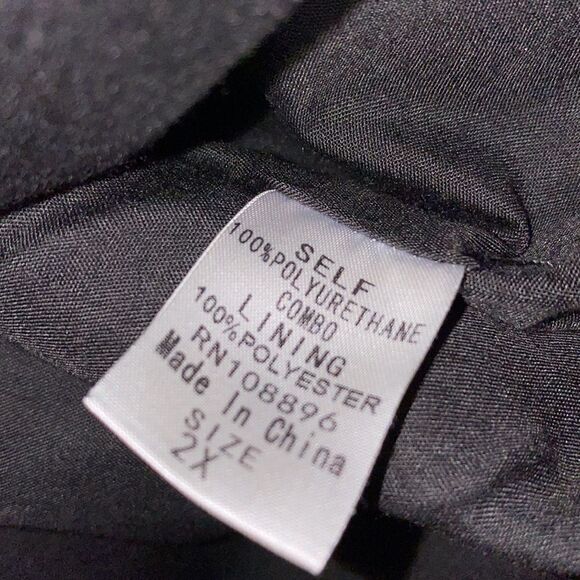 SELF
100%POLYURETHANE
COMBO
LINING
100%POLYESTER
RN108896
Made In China
SIZE
2X